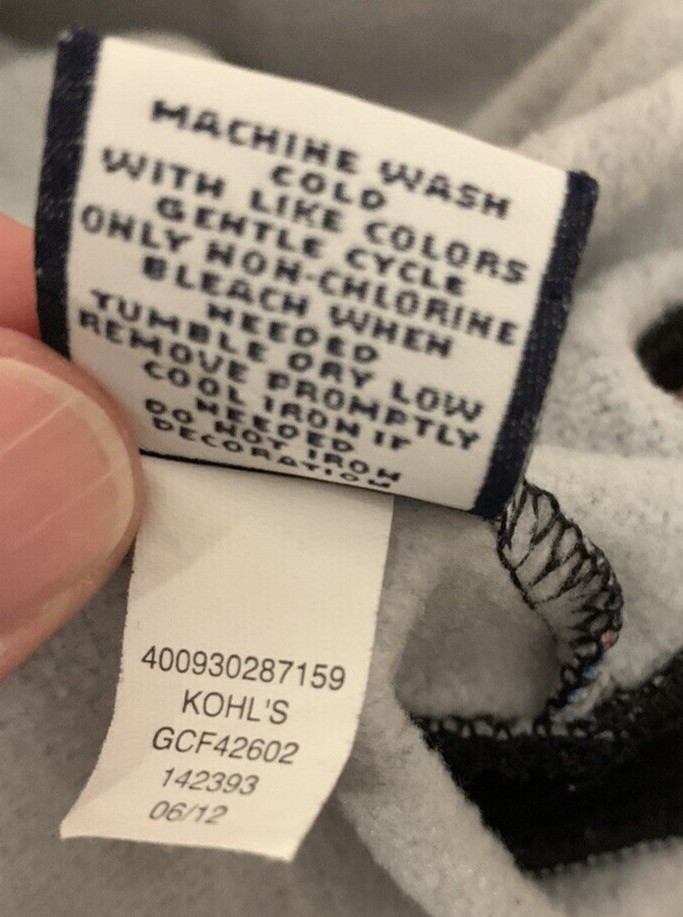 MACHINE WASH
COLD
WITH LIKE COLORS
GENTLE CYCLE
ONLY NON-CHLORINE
BLEACH WHEN
NEEDED
TUMBLE DRY LOW
REMOVE PROMPTLY
COOL IRON IF
NEEDED
DO NOT IRON
DECORATION
400930287159
KOHL'S
GCF42602
142393
06/12